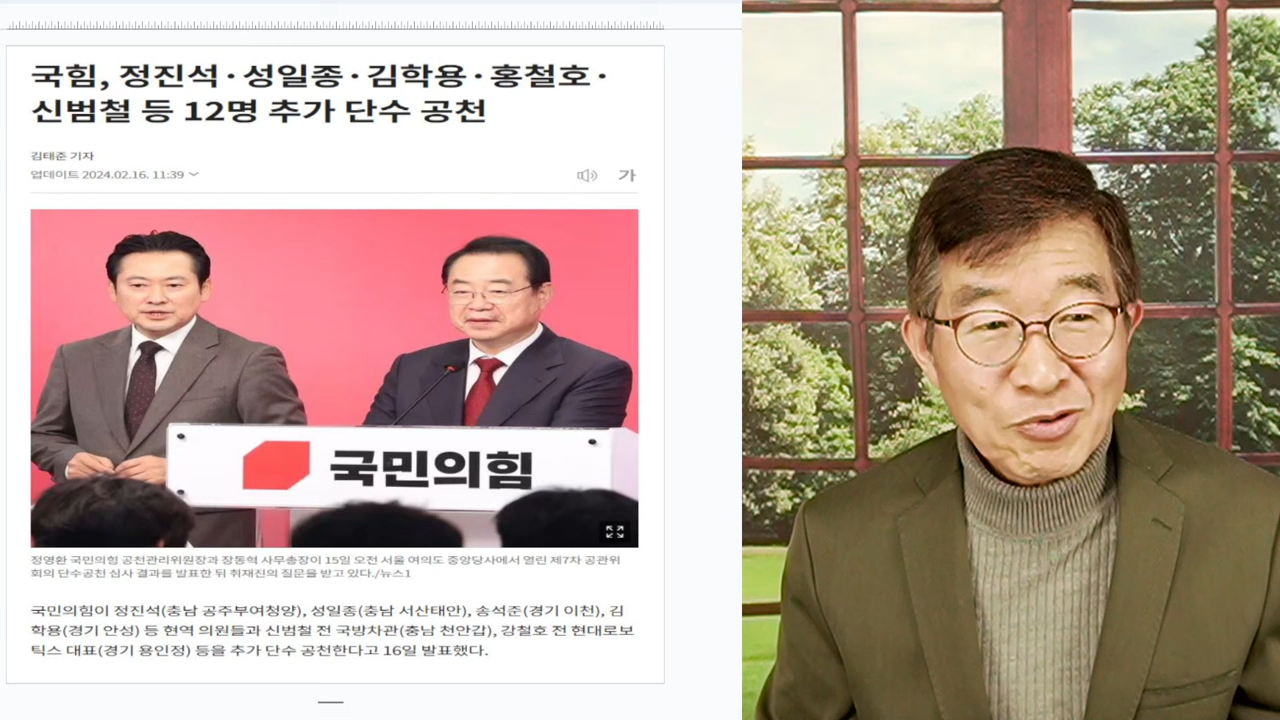 국힘, 정진석·성일종·김학용·홍철호·
신범철 등 12명 추가 단수 공천
김태준 기자
업데이트 2024.02.16. 11:39
가
국민의힘
정영환 국민의힘 공천관리위원장과 장동혁 사무총장이 15일 오전 서울 여의도 중앙당사에서 열린 제7차 공관위
회의 단수공천 심사 결과를 발표한 뒤 취재진의 질문을 받고 있다./뉴스1
국민의힘이 정진석(충남 공주부여청양), 성일종(충남 서산태안), 송석준(경기 이천), 김
학용(경기 안성) 등 현역 의원들과 신범철 전 국방차관(충남 천안갑), 강철호 전 현대로보
틱스 대표(경기 용인정) 등을 추가 단수 공천한다고 16일 발표했다.